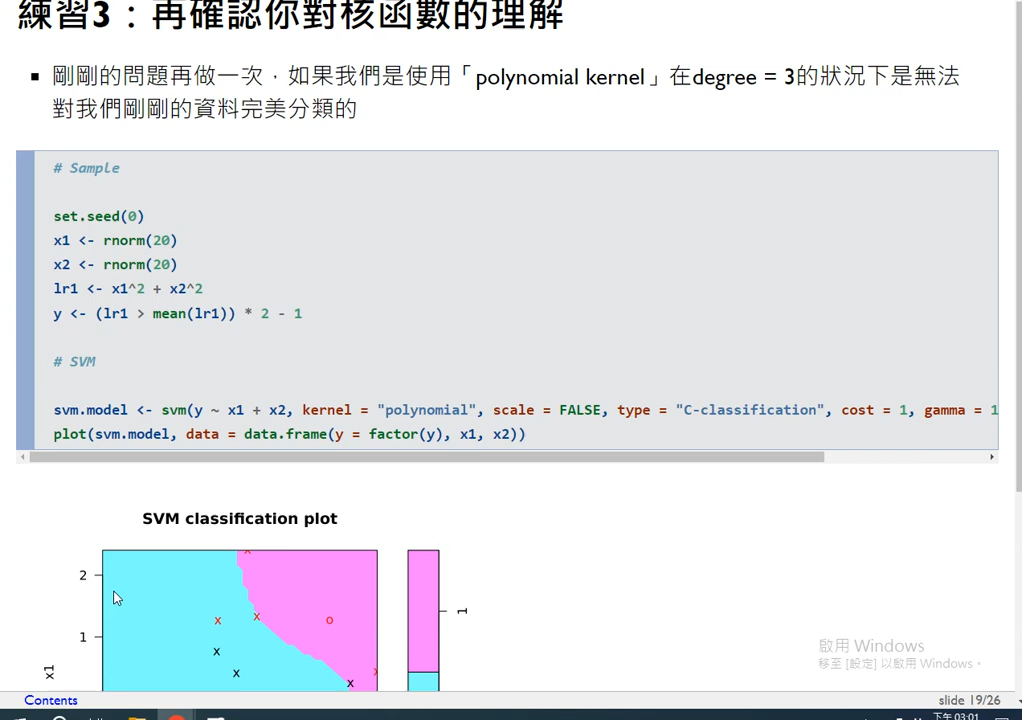 練習3：再確認你對核函數的理解
▪ 剛剛的問題再做一次，如果我們是使用「polynomial kernel」在degree = 3的狀況下是無法
對我們剛剛的資料完美分類的
# Sample
set.seed(0)
x1 <- rnorm(20)
x2 <- rnorm(20)
lr1 <- x1^2 + x2^2
y <- (lr1 > mean(lr1)) * 2 - 1
# SVM
svm.model <- svm(y ~ x1 + x2, kernel = "polynomial", scale = FALSE, type = "C-classification", cost = 1, gamma = 1
plot(svm.model, data = data.frame(y = factor(y), x1, x2))
SVM classification plot
2
1
x1
1
啟用 Windows
移至 [設定] 以啟用 Windows。
Contents
slide 19/26
下午 03:01